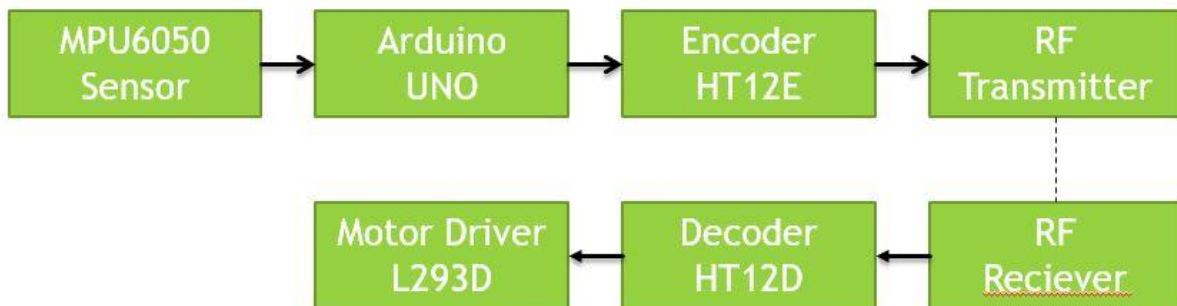 MPU6050
Sensor
Arduino
UNO
Encoder
HT12E
RF
Transmitter
Motor Driver
L293D
Decoder
HT12D
RF
Reciever